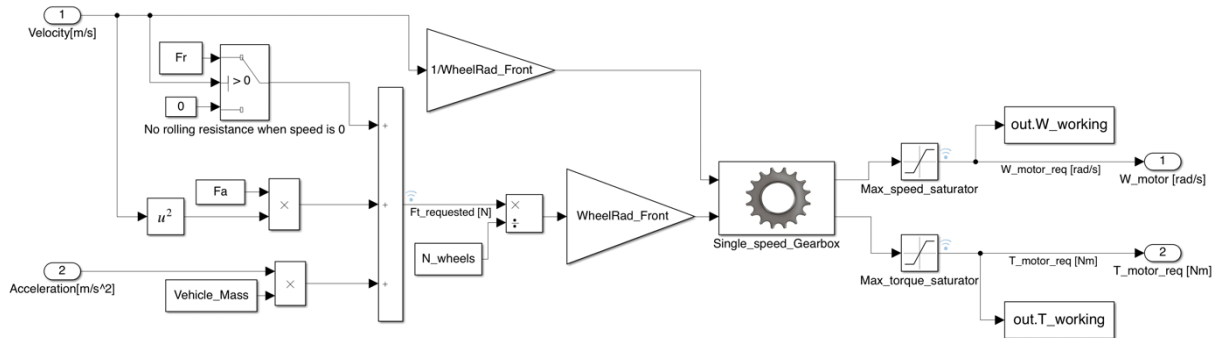 1
Velocity[m/s]
Fr
> 0
0
No rolling resistance when speed is 0
1/WheelRad_Front
+
Fa
u²
×
+
Ft_requested [N]
×
÷
N_wheels
WheelRad_Front
Single_speed_Gearbox
2
Acceleration[m/s^2]
Vehicle_Mass
×
+
out.W_working
Max_speed_saturator
W_motor_req [rad/s]
1
W_motor [rad/s]
Max_torque_saturator
T_motor_req [Nm]
2
T_motor_req [Nm]
out.T_working